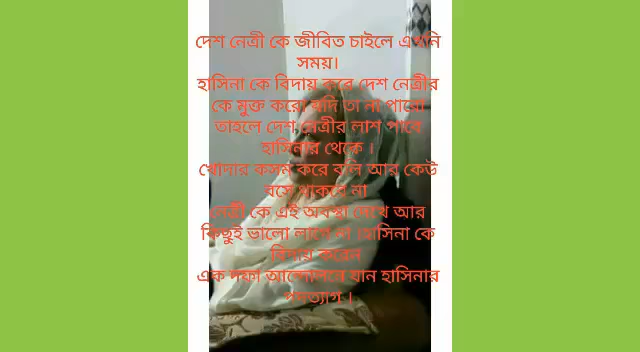 দেশ নেত্রী কে জীবিত চাইলে এখনি
সময়।
হাসিনা কে বিদায় করে দেশ নেত্রীর
কে মুক্ত করো যদি তা না পারো
তাহলে দেশ নেত্রীর লাশ পাবে
হাসিনার থেকে ।
খোদার কসম করে বলি আর কেউ
বসে থাকবে না
নেত্রী কে এই অবস্থা দেখে আর
কিছুই ভালো লাগে না হাসিনা কে
বিদায় করেন
এক দফা আন্দোলনে যান হাসিনার
পদত্যাগ ।